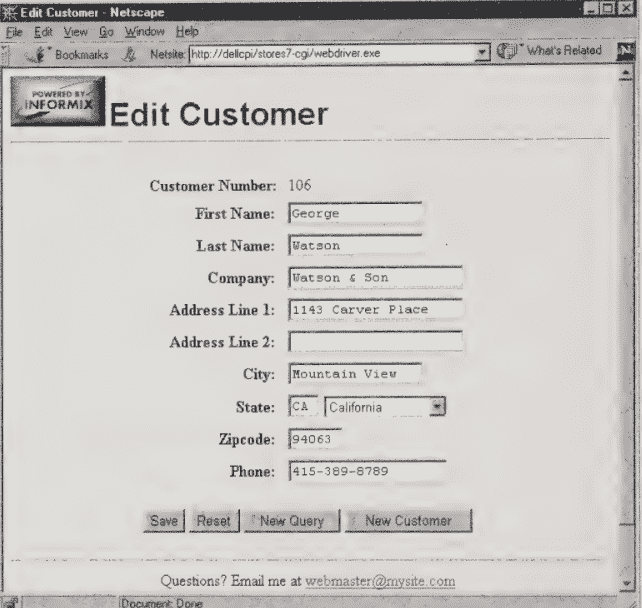 Edit Customer - Netscape
File Edit View Go Window Help
Bookmarks Netsite: http://dellcpi/stores7-cgi/webdriver.exe What's Related N
POWERED BY
INFORMIX
Edit Customer
Customer Number: 106
First Name: George
Last Name: Watson
Company: Watson & Son
Address Line 1: 1143 Carver Place
Address Line 2:
City: Mountain View
State: CA California
Zipcode: 94063
Phone: 415-389-8789
Save Reset New Query New Customer
Questions? Email me at webmaster@mysite.com
Document: Done